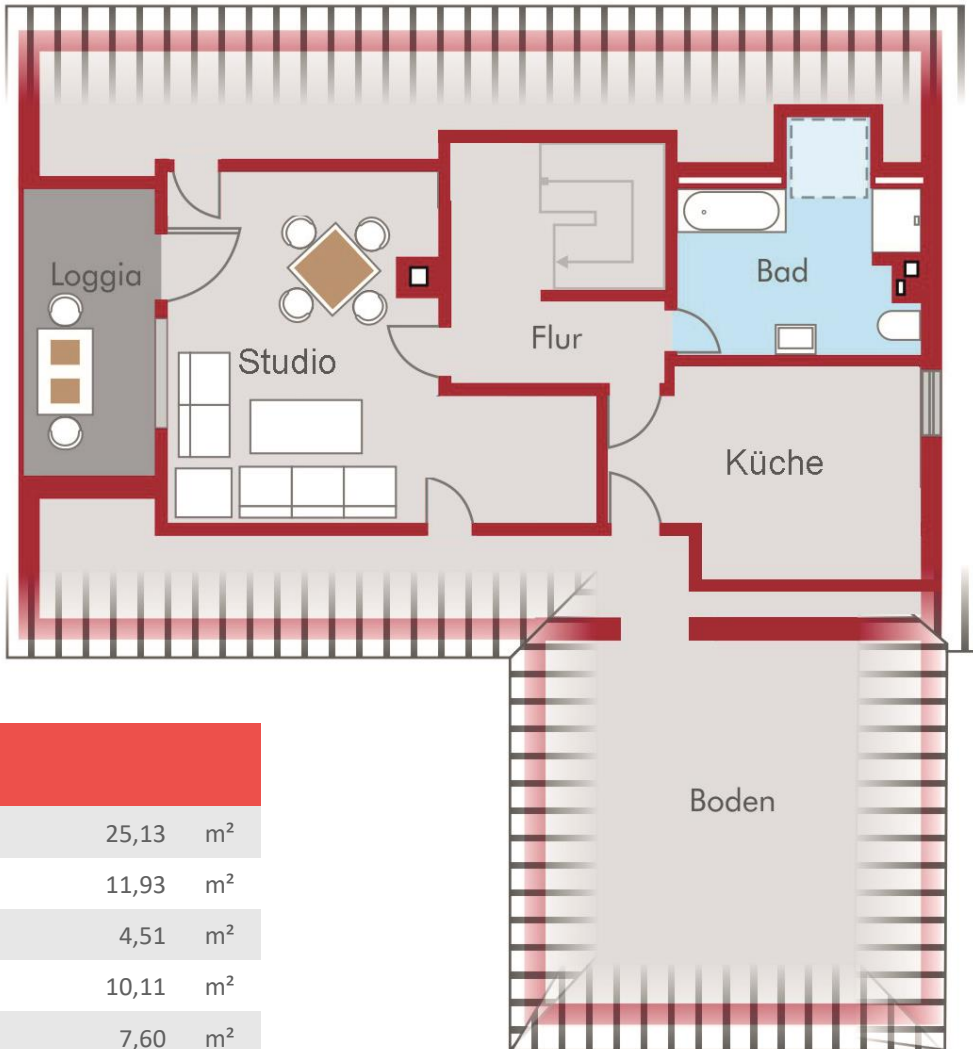 Loggia
Bad
Flur
Studio
Küche
Boden
25,13 m²
11,93 m²
4,51 m²
10,11 m²
7,60 m²